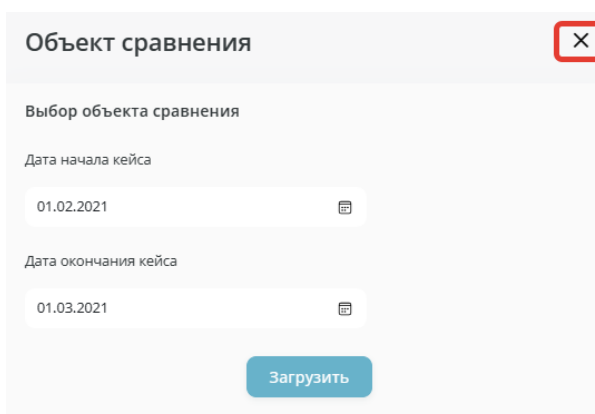 Объект сравнения
Выбор объекта сравнения
Дата начала кейса
01.02.2021
Дата окончания кейса
01.03.2021
Загрузить